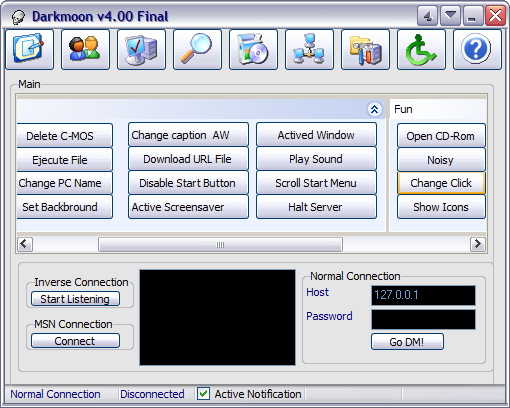 Darkmoon v4.00 Final
Main
Fun
Delete C-MOS Change caption AW Actived Window Open CD-Rom
Ejecute File Download URL File Play Sound Noisy
Change PC Name Disable Start Button Scroll Start Menu Change Click
Set Backbround Active Screensaver Halt Server Show Icons
Inverse Connection
Start Listening
MSN Connection
Connect
Normal Connection
Host 127.0.0.1
Password
Go DM!
Normal Connection Disconnected Active Notification